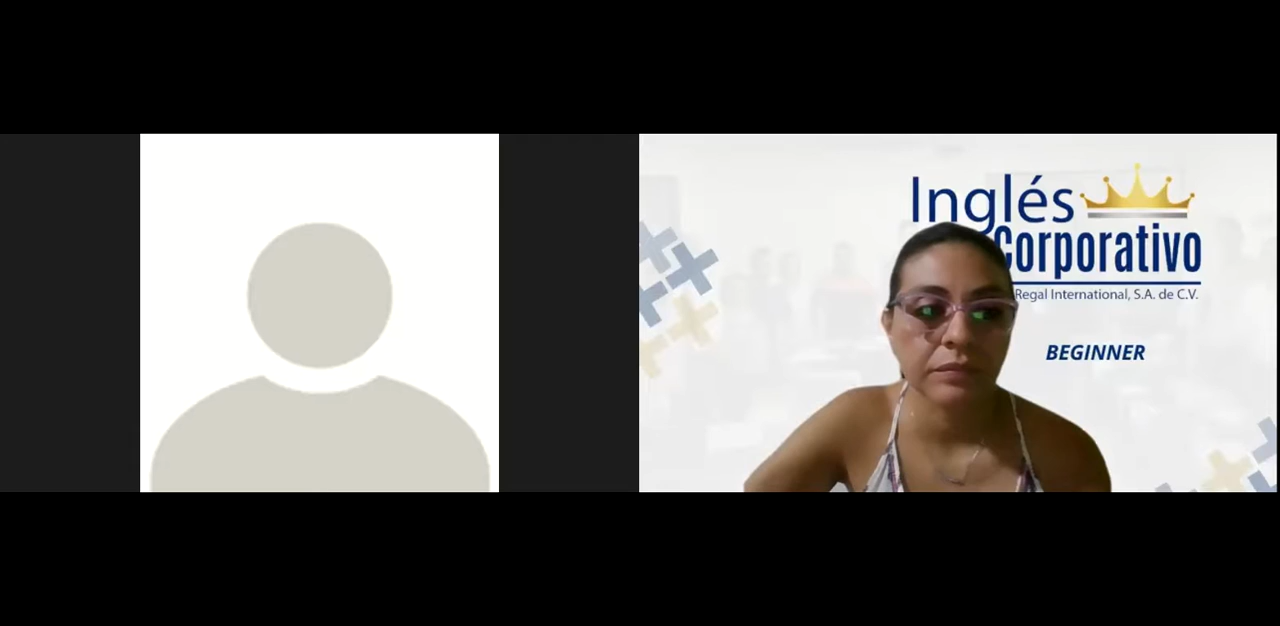 Inglés
Corporativo
Regal International, S.A. de C.V.
BEGINNER